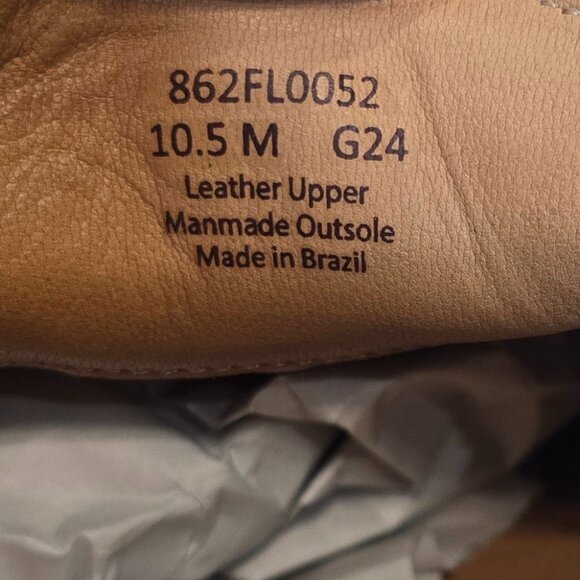 862FL0052
10.5 M G24
Leather Upper
Manmade Outsole
Made in Brazil